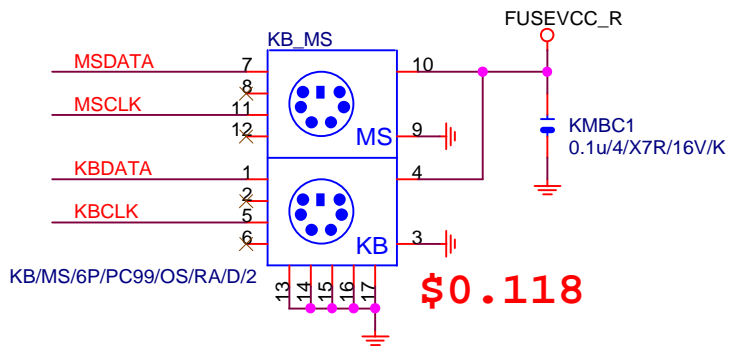 FUSEVCC_R
KB_MS
MSDATA 7 10
8
MSCLK 11
12 MS 9
KMBC1
0.1u/4/X7R/16V/K
KBDATA 1 4
2
KBCLK 5
6 KB 3
KB/MS/6P/PC99/OS/RA/D/2
13 14 15 16 17
$0.118